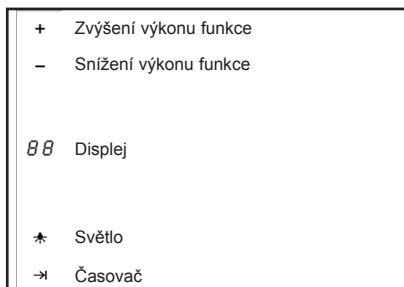 + Zvýšení výkonu funkce
– Snížení výkonu funkce
88 Displej
Světlo
Časovač